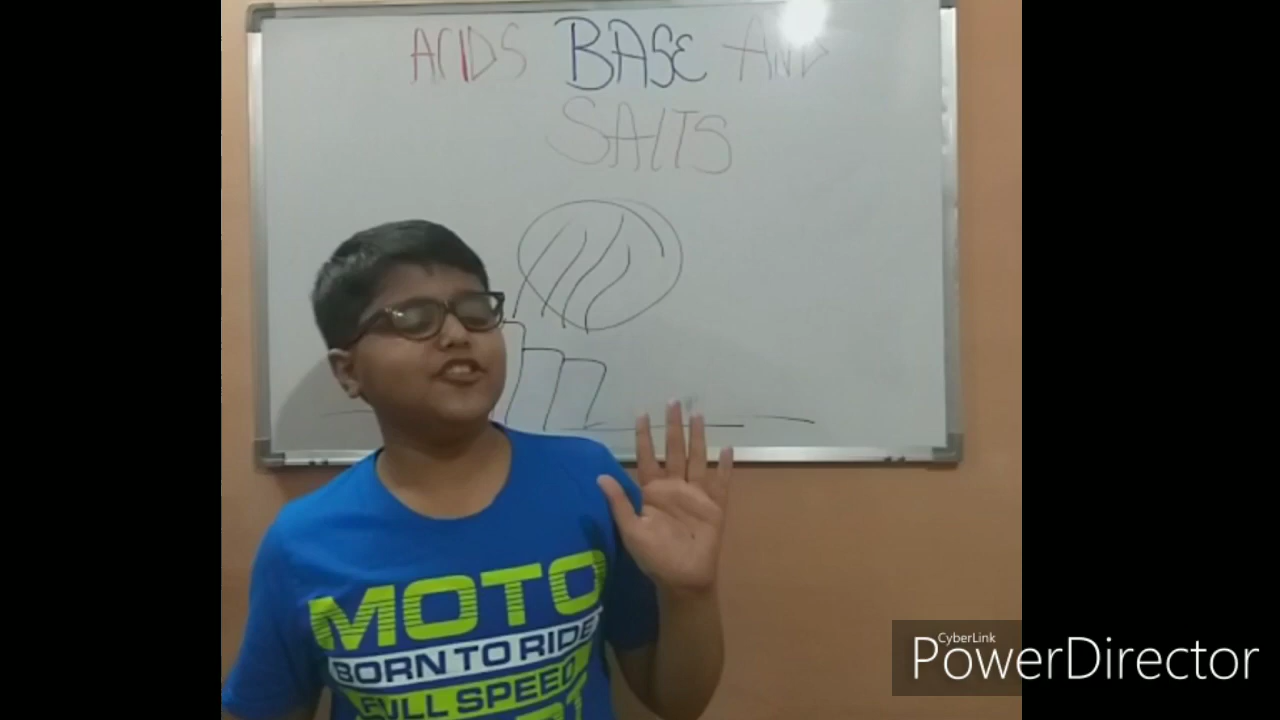 ACIDS BASE AND
SALTS
MOTO
BORN TO RIDE
FULL SPEED
CyberLink
PowerDirector